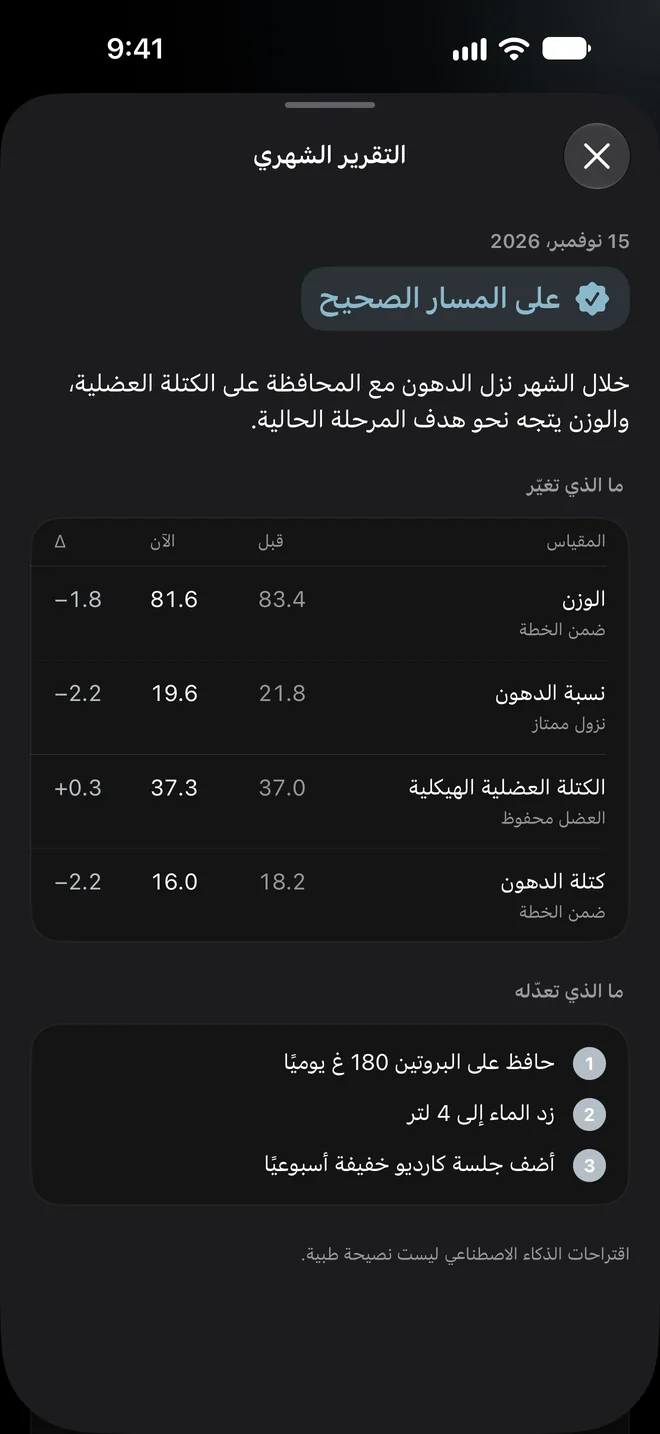 9:41
التقرير الشهري
15 نوفمبر، 2026
على المسار الصحيح
خلال الشهر نزل الدهون مع المحافظة على الكتلة العضلية،
والوزن يتجه نحو هدف المرحلة الحالية.
ما الذي تغيّر
المقياس قبل الآن Δ
الوزن 83.4 81.6 −1.8
ضمن الخطة
نسبة الدهون 21.8 19.6 −2.2
نزول ممتاز
الكتلة العضلية الهيكلية 37.0 37.3 +0.3
العضل محفوظ
كتلة الدهون 18.2 16.0 −2.2
ضمن الخطة
ما الذي تعدّله
1 حافظ على البروتين 180 غ يوميًا
2 زد الماء إلى 4 لتر
3 أضف جلسة كارديو خفيفة أسبوعيًا
اقتراحات الذكاء الاصطناعي ليست نصيحة طبية.